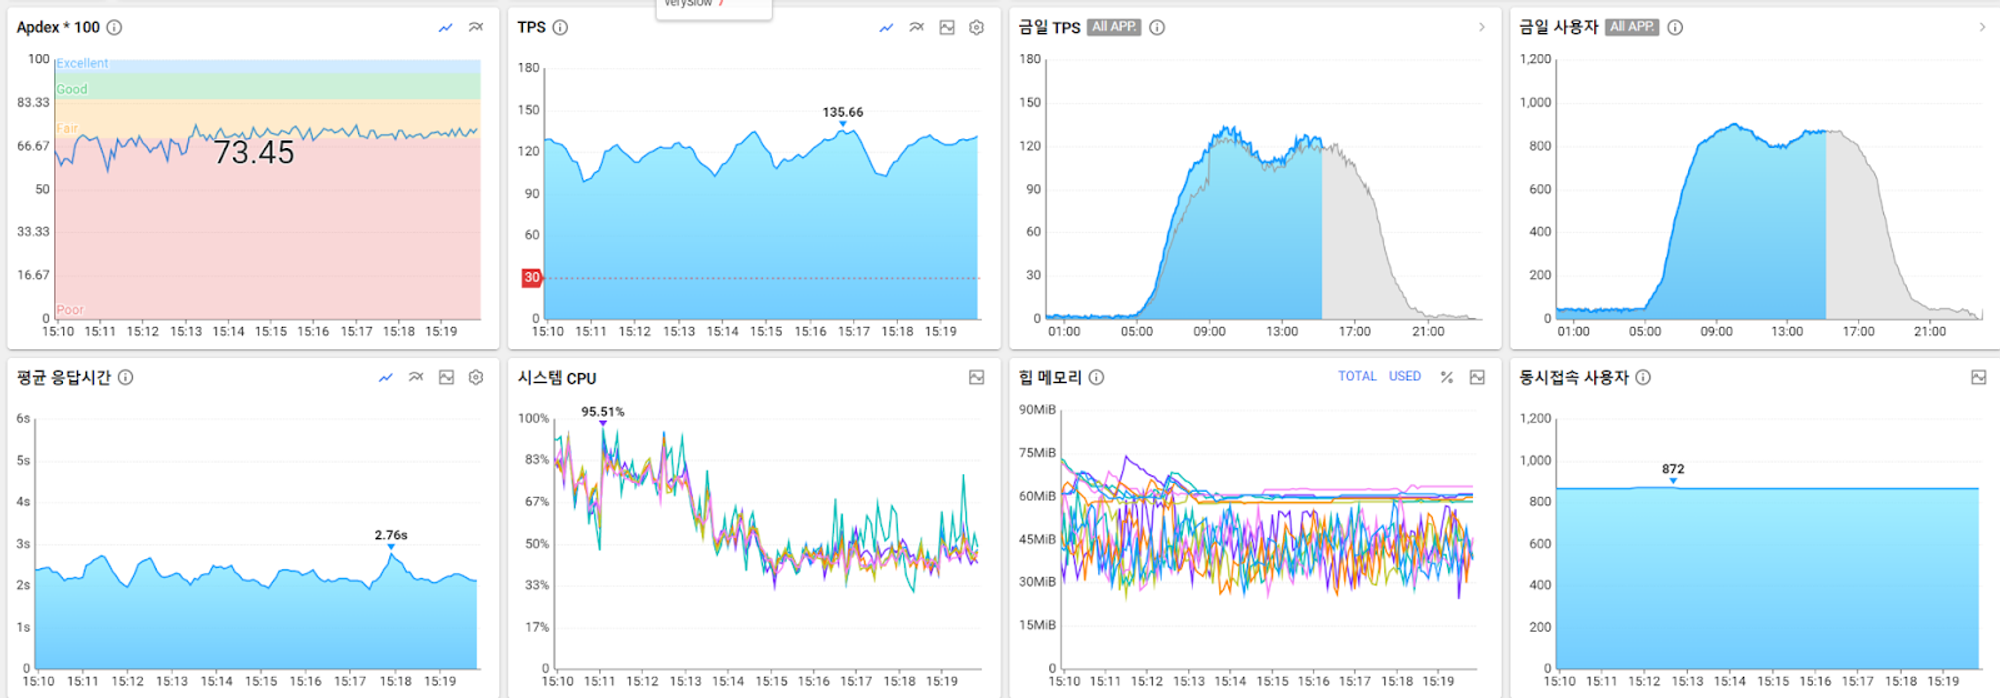 VerySlow 7
Apdex * 100
100
Excellent
Good
83.33
Fair
66.67
73.45
50
33.33
16.67
Poor
0
15:10 15:11 15:12 15:13 15:14 15:15 15:16 15:17 15:18 15:19
TPS
180
150
135.66
120
90
60
30
0
15:10 15:11 15:12 15:13 15:14 15:15 15:16 15:17 15:18 15:19
금일 TPS All APP.
180
150
120
90
60
30
0
01:00 05:00 09:00 13:00 17:00 21:00
금일 사용자 All APP.
1,200
1,000
800
600
400
200
0
01:00 05:00 09:00 13:00 17:00 21:00
평균 응답시간
6s
5s
4s
3s
2.76s
2s
1s
0
15:10 15:11 15:12 15:13 15:14 15:15 15:16 15:17 15:18 15:19
시스템 CPU
95.51%
100%
83%
67%
50%
33%
17%
0
15:10 15:11 15:12 15:13 15:14 15:15 15:16 15:17 15:18 15:19
힙 메모리 TOTAL USED %
90MiB
75MiB
60MiB
45MiB
30MiB
15MiB
0
15:10 15:11 15:12 15:13 15:14 15:15 15:16 15:17 15:18 15:19
동시접속 사용자
1,200
1,000
872
800
600
400
200
0
15:10 15:11 15:12 15:13 15:14 15:15 15:16 15:17 15:18 15:19